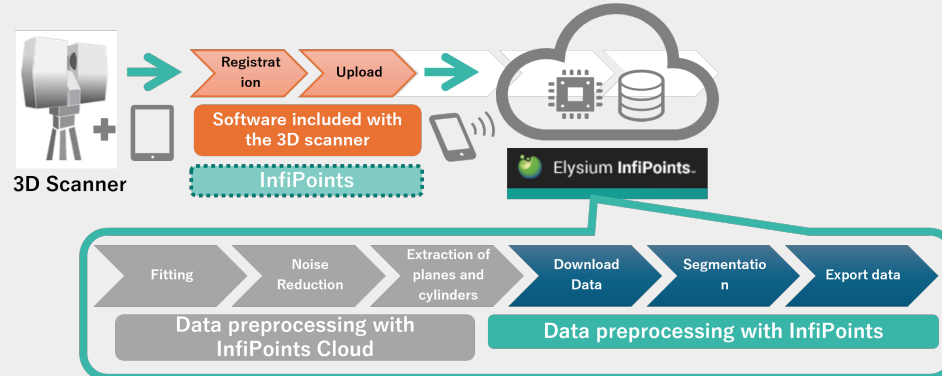 Registrat
ion
Upload
Software included with
the 3D scanner
InfiPoints
3D Scanner
Elysium InfiPoints™
Fitting
Noise
Reduction
Extraction of
planes and
cylinders
Download
Data
Segmentatio
n
Export data
Data preprocessing with
InfiPoints Cloud
Data preprocessing with InfiPoints